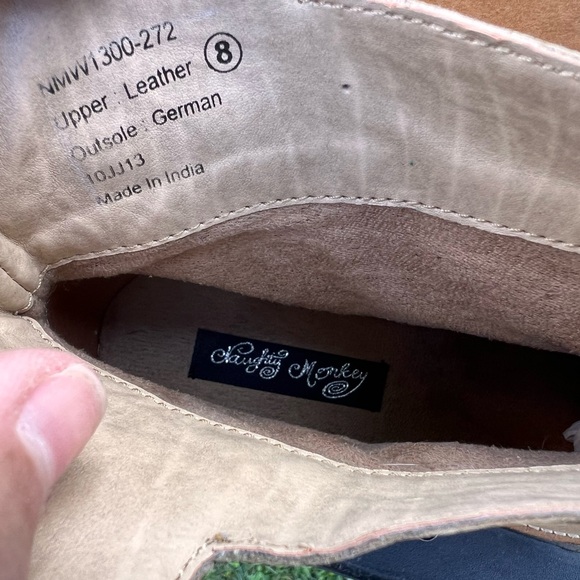 NMW1300-272
8
Upper : Leather
Outsole : German
10JJ13
Made In India
Naughty Monkey